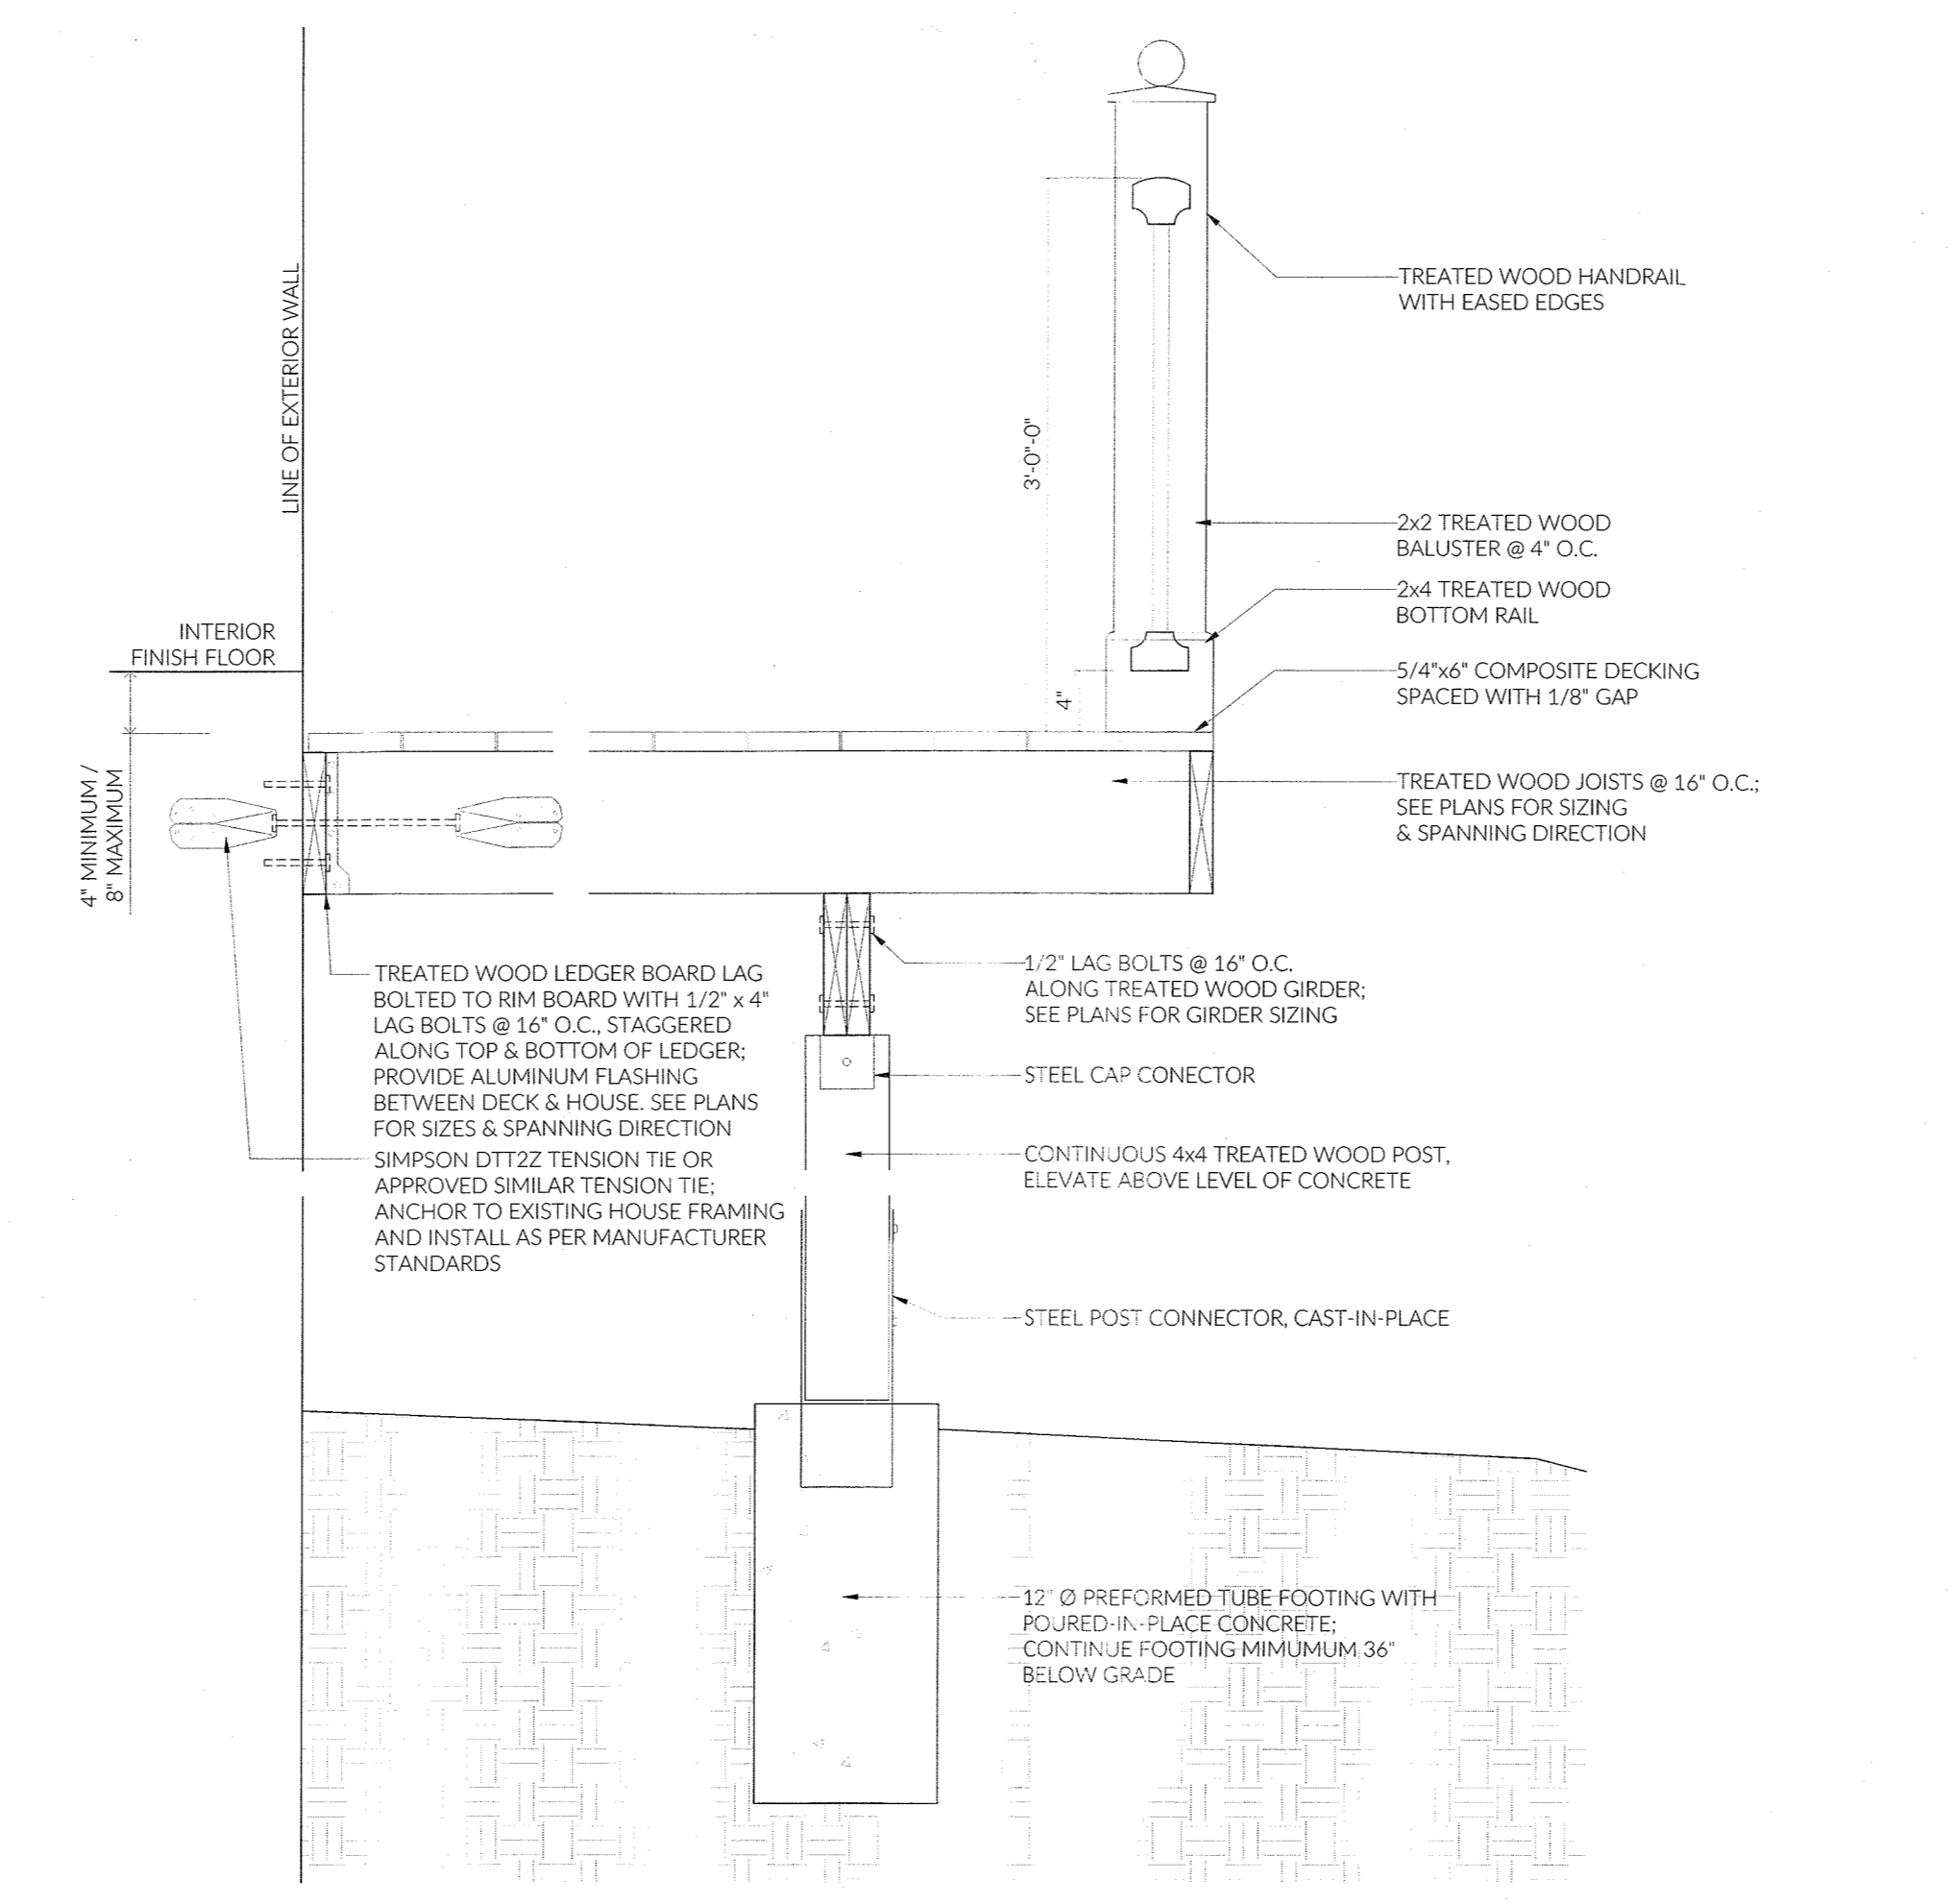 LINE OF EXTERIOR WALL
TREATED WOOD HANDRAIL
WITH EASED EDGES
3'-0"-0"
2x2 TREATED WOOD
BALUSTER @ 4" O.C.
2x4 TREATED WOOD
BOTTOM RAIL
INTERIOR
FINISH FLOOR
4"
5/4"x6" COMPOSITE DECKING
SPACED WITH 1/8" GAP
4" MINIMUM /
8" MAXIMUM
TREATED WOOD JOISTS @ 16" O.C.;
SEE PLANS FOR SIZING
& SPANNING DIRECTION
TREATED WOOD LEDGER BOARD LAG
BOLTED TO RIM BOARD WITH 1/2" x 4"
LAG BOLTS @ 16" O.C., STAGGERED
ALONG TOP & BOTTOM OF LEDGER;
PROVIDE ALUMINUM FLASHING
BETWEEN DECK & HOUSE. SEE PLANS
FOR SIZES & SPANNING DIRECTION
SIMPSON DTT2Z TENSION TIE OR
APPROVED SIMILAR TENSION TIE;
ANCHOR TO EXISTING HOUSE FRAMING
AND INSTALL AS PER MANUFACTURER
STANDARDS
1/2" LAG BOLTS @ 16" O.C.
ALONG TREATED WOOD GIRDER;
SEE PLANS FOR GIRDER SIZING
STEEL CAP CONECTOR
CONTINUOUS 4x4 TREATED WOOD POST,
ELEVATE ABOVE LEVEL OF CONCRETE
STEEL POST CONNECTOR, CAST-IN-PLACE
12" Ø PREFORMED TUBE FOOTING WITH
POURED-IN-PLACE CONCRETE;
CONTINUE FOOTING MIMUMUM 36"
BELOW GRADE